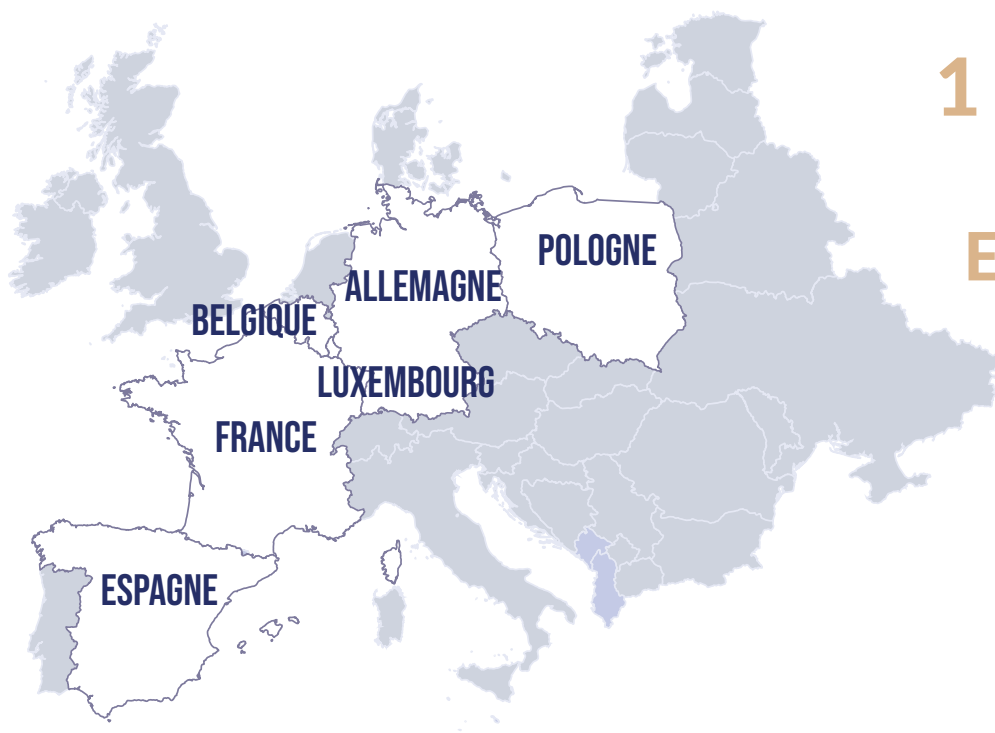 1
POLOGNE
E
ALLEMAGNE
BELGIQUE
LUXEMBOURG
FRANCE
ESPAGNE